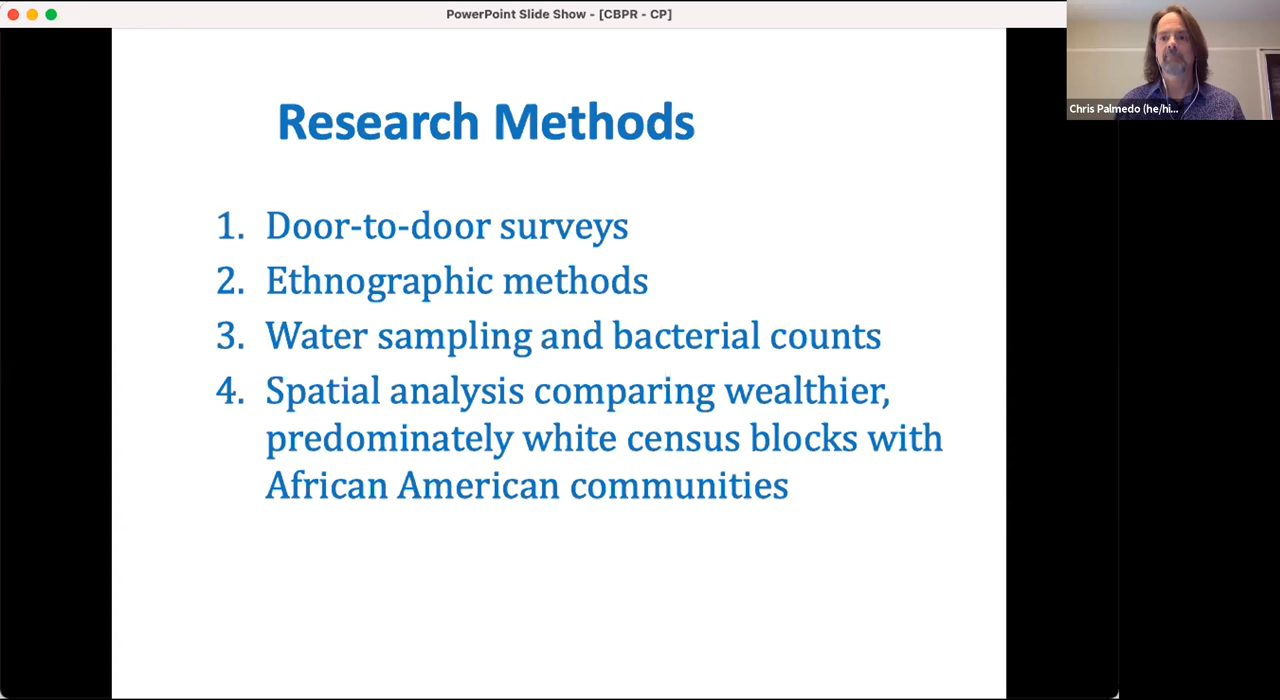 PowerPoint Slide Show - [CBPR - CP]
Chris Palmedo (he/hi...
Research Methods
1. Door-to-door surveys
2. Ethnographic methods
3. Water sampling and bacterial counts
4. Spatial analysis comparing wealthier,
predominately white census blocks with
African American communities